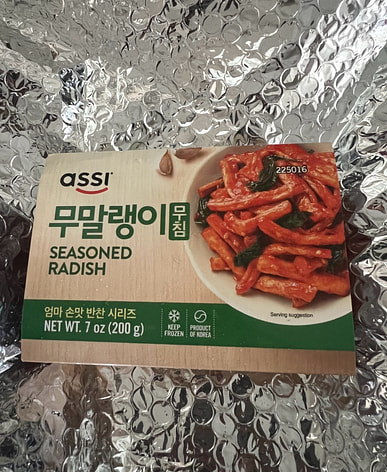 assi
무말랭이무침
SEASONED
RADISH
225016
엄마 손맛 반찬 시리즈
NET WT. 7 oz (200 g)
KEEP
FROZEN
PRODUCT
OF KOREA
Serving suggestion